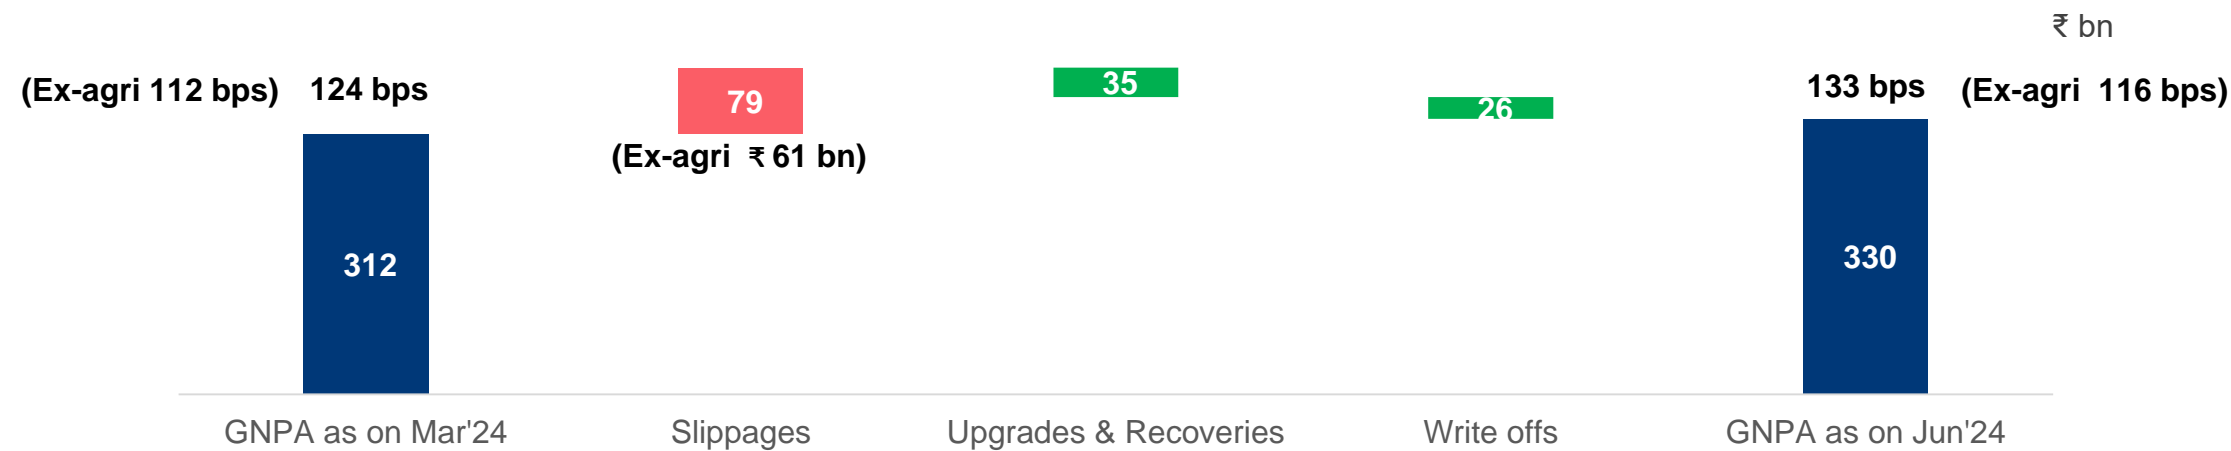 ₹ bn
(Ex-agri 112 bps) 124 bps 79 35 26 133 bps (Ex-agri 116 bps)
(Ex-agri ₹ 61 bn)
312 330
GNPA as on Mar'24 Slippages Upgrades & Recoveries Write offs GNPA as on Jun'24